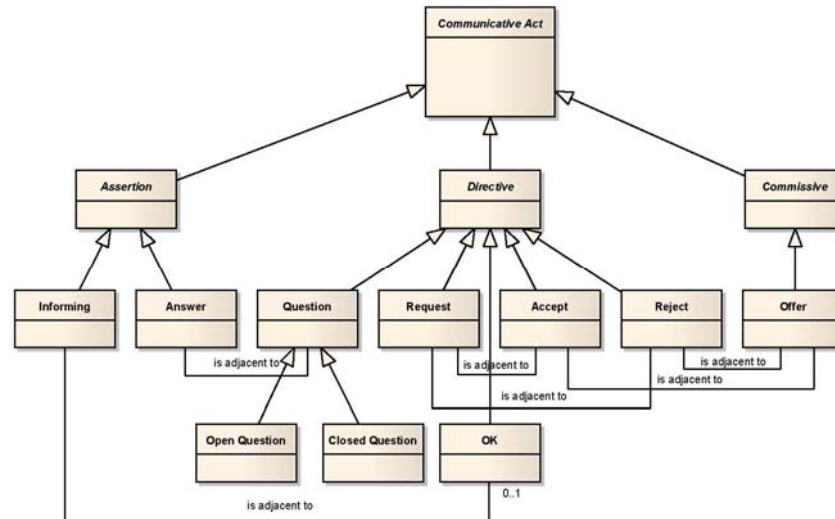 Communicative Act
Assertion
Directive
Commissive
Informing
Answer
Question
Request
Accept
Reject
Offer
is adjacent to
is adjacent to
is adjacent to
is adjacent to
is adjacent to
Open Question
Closed Question
OK
0..1
is adjacent to